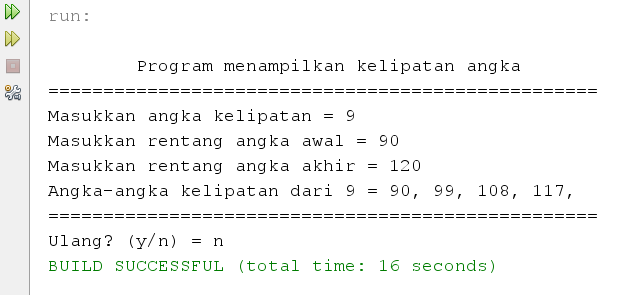 run:
Program menampilkan kelipatan angka
==================================================
Masukkan angka kelipatan = 9
Masukkan rentang angka awal = 90
Masukkan rentang angka akhir = 120
Angka-angka kelipatan dari 9 = 90, 99, 108, 117,
==================================================
Ulang? (y/n) = n
BUILD SUCCESSFUL (total time: 16 seconds)